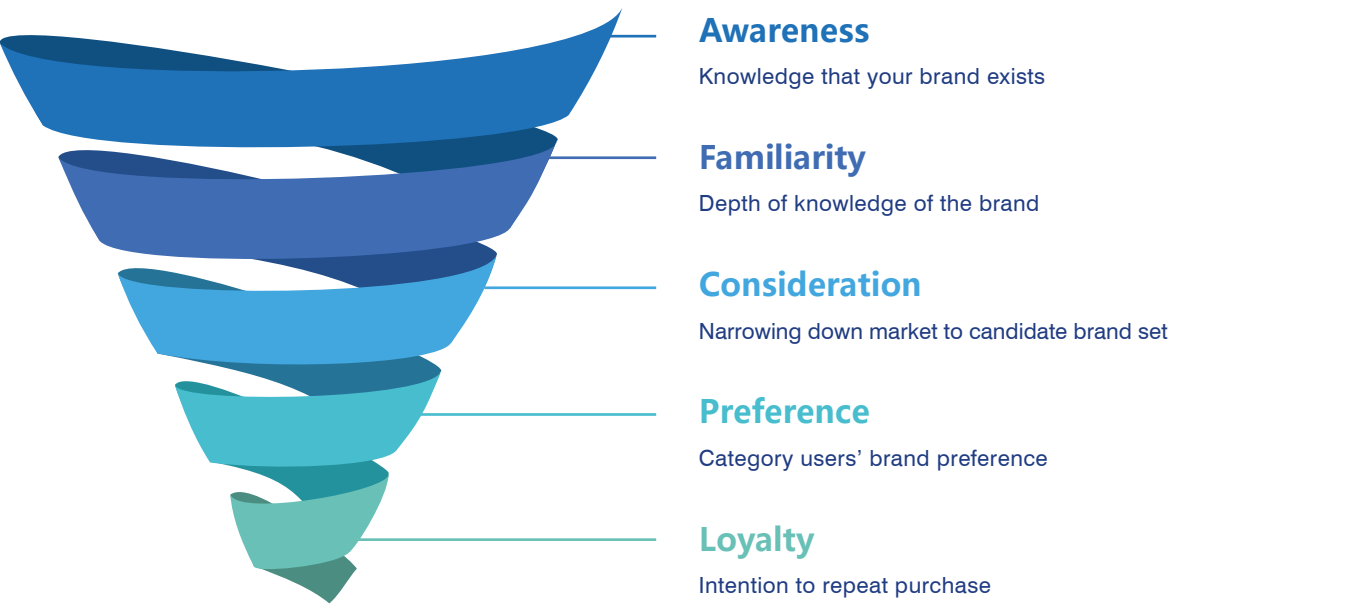 Awareness
Knowledge that your brand exists
Familiarity
Depth of knowledge of the brand
Consideration
Narrowing down market to candidate brand set
Preference
Category users’ brand preference
Loyalty
Intention to repeat purchase